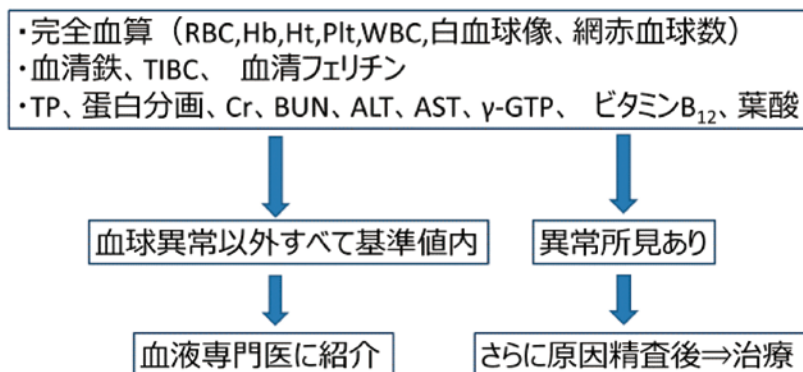 ・完全血算（RBC,Hb,Ht,Plt,WBC,白血球像、網赤血球数）
・血清鉄、TIBC、 血清フェリチン
・TP、蛋白分画、Cr、BUN、ALT、AST、γ-GTP、 ビタミンB₁₂、葉酸
血球異常以外すべて基準値内
異常所見あり
血液専門医に紹介
さらに原因精査後⇒治療